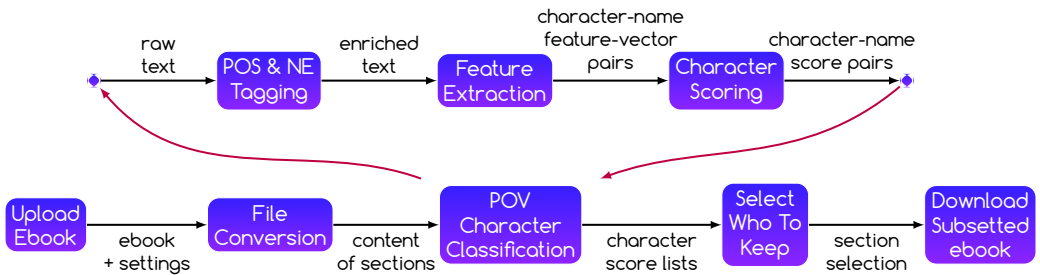 raw
text
POS & NE
Tagging
enriched
text
Feature
Extraction
character-name
feature-vector
pairs
Character
Scoring
character-name
score pairs
Upload
Ebook
ebook
+ settings
File
Conversion
content
of sections
POV
Character
Classification
character
score lists
Select
Who To
Keep
section
selection
Download
Subsetted
ebook